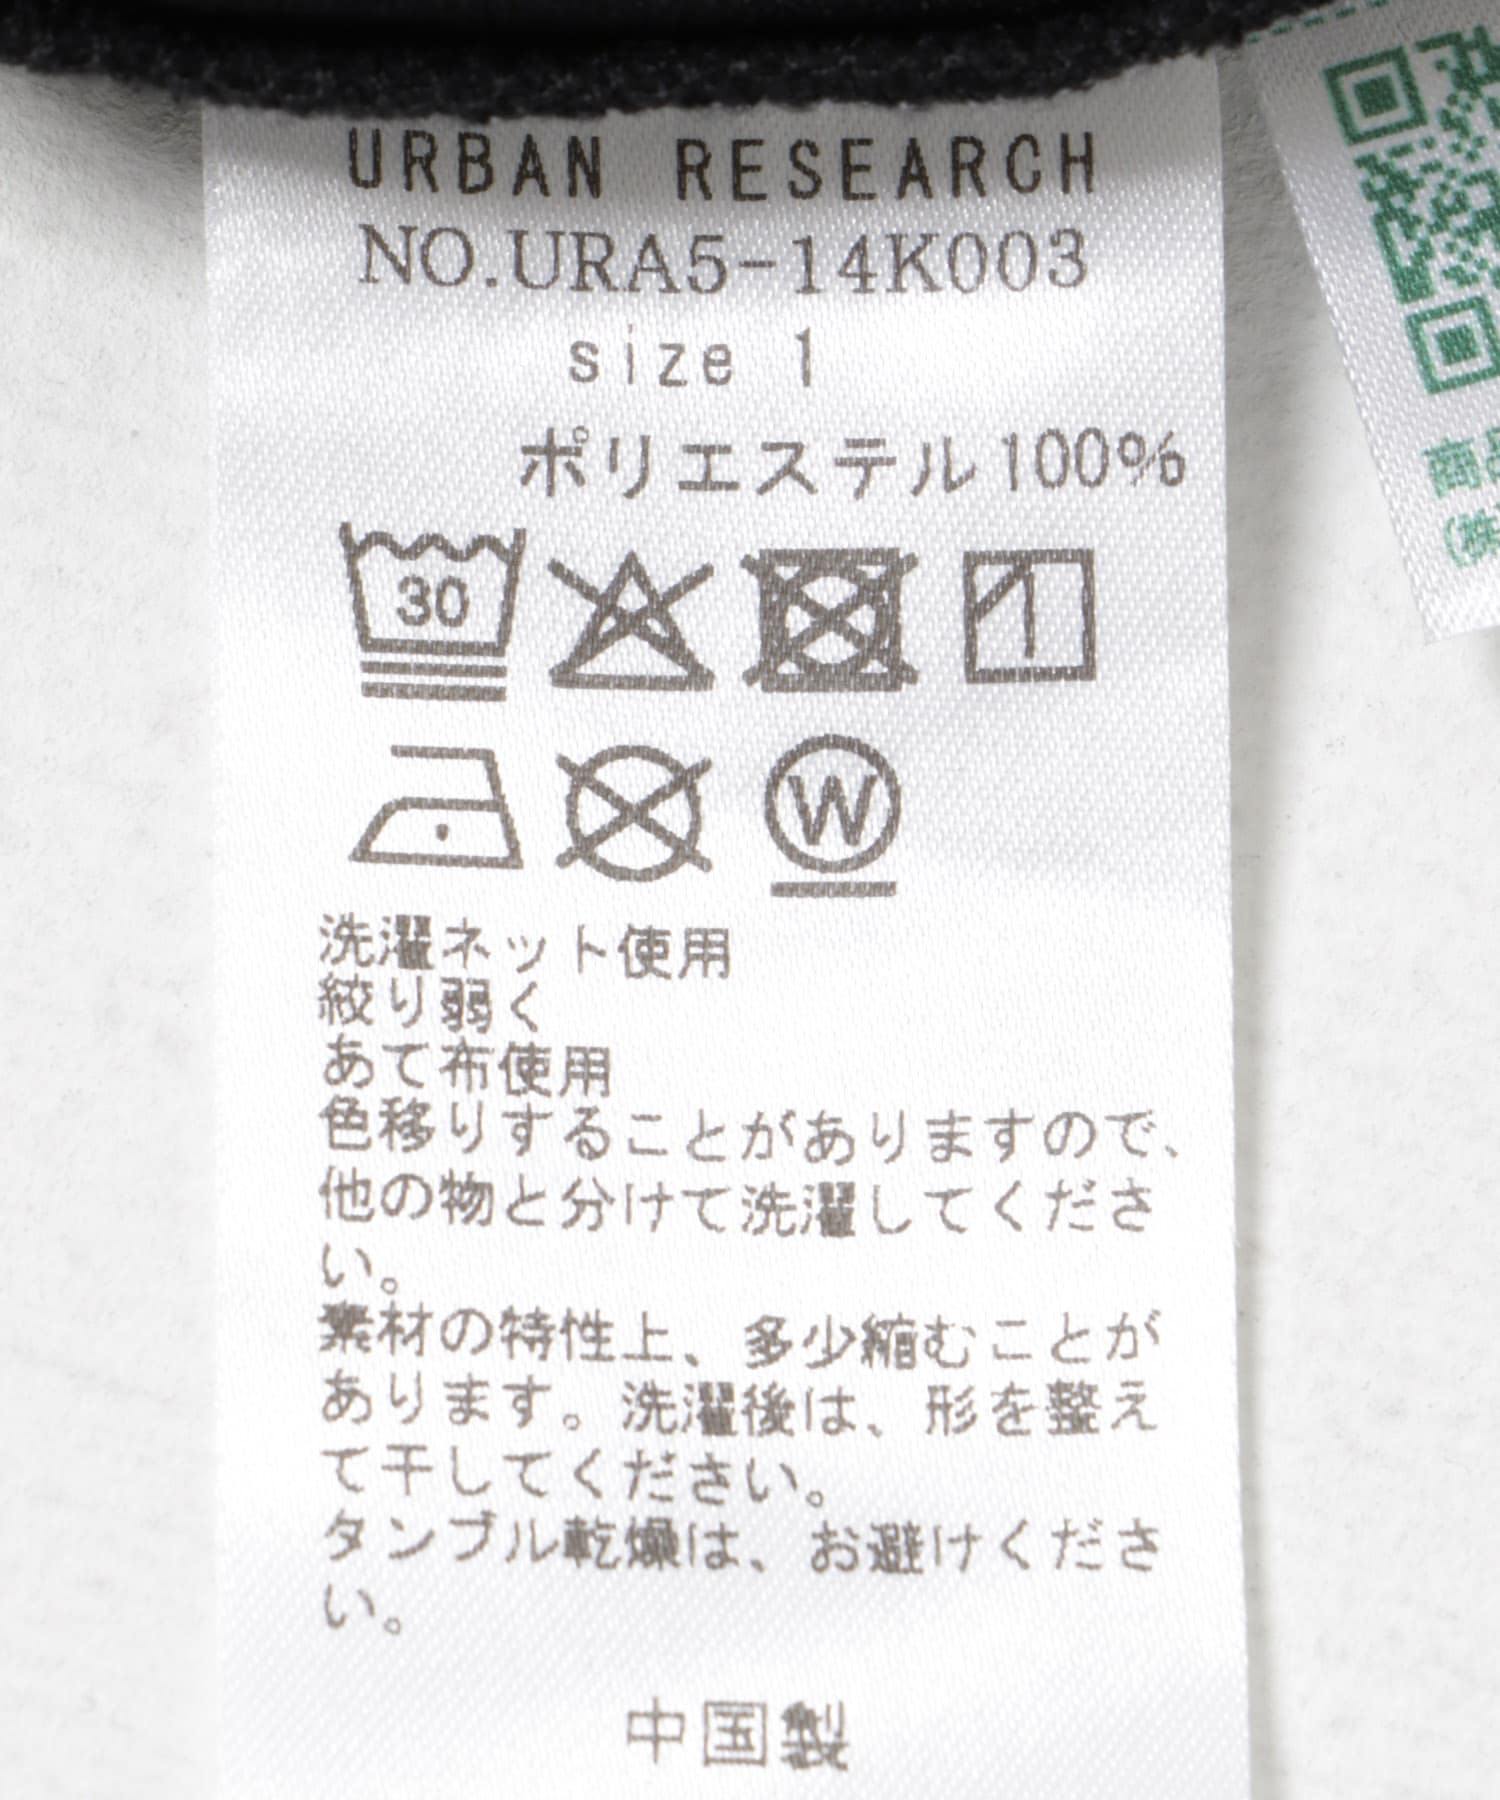 URBAN RESEARCH
NO.URA5-14K003
size 1
ポリエステル100%
30
W
洗濯ネット使用
絞り弱く
あて布使用
色移りすることがありますので、
他の物と分けて洗濯してくださ
い。
素材の特性上、多少縮むことが
あります。洗濯後は、形を整え
て干してください。
タンブル乾燥は、お避けくださ
い。
中国製
商品
(株